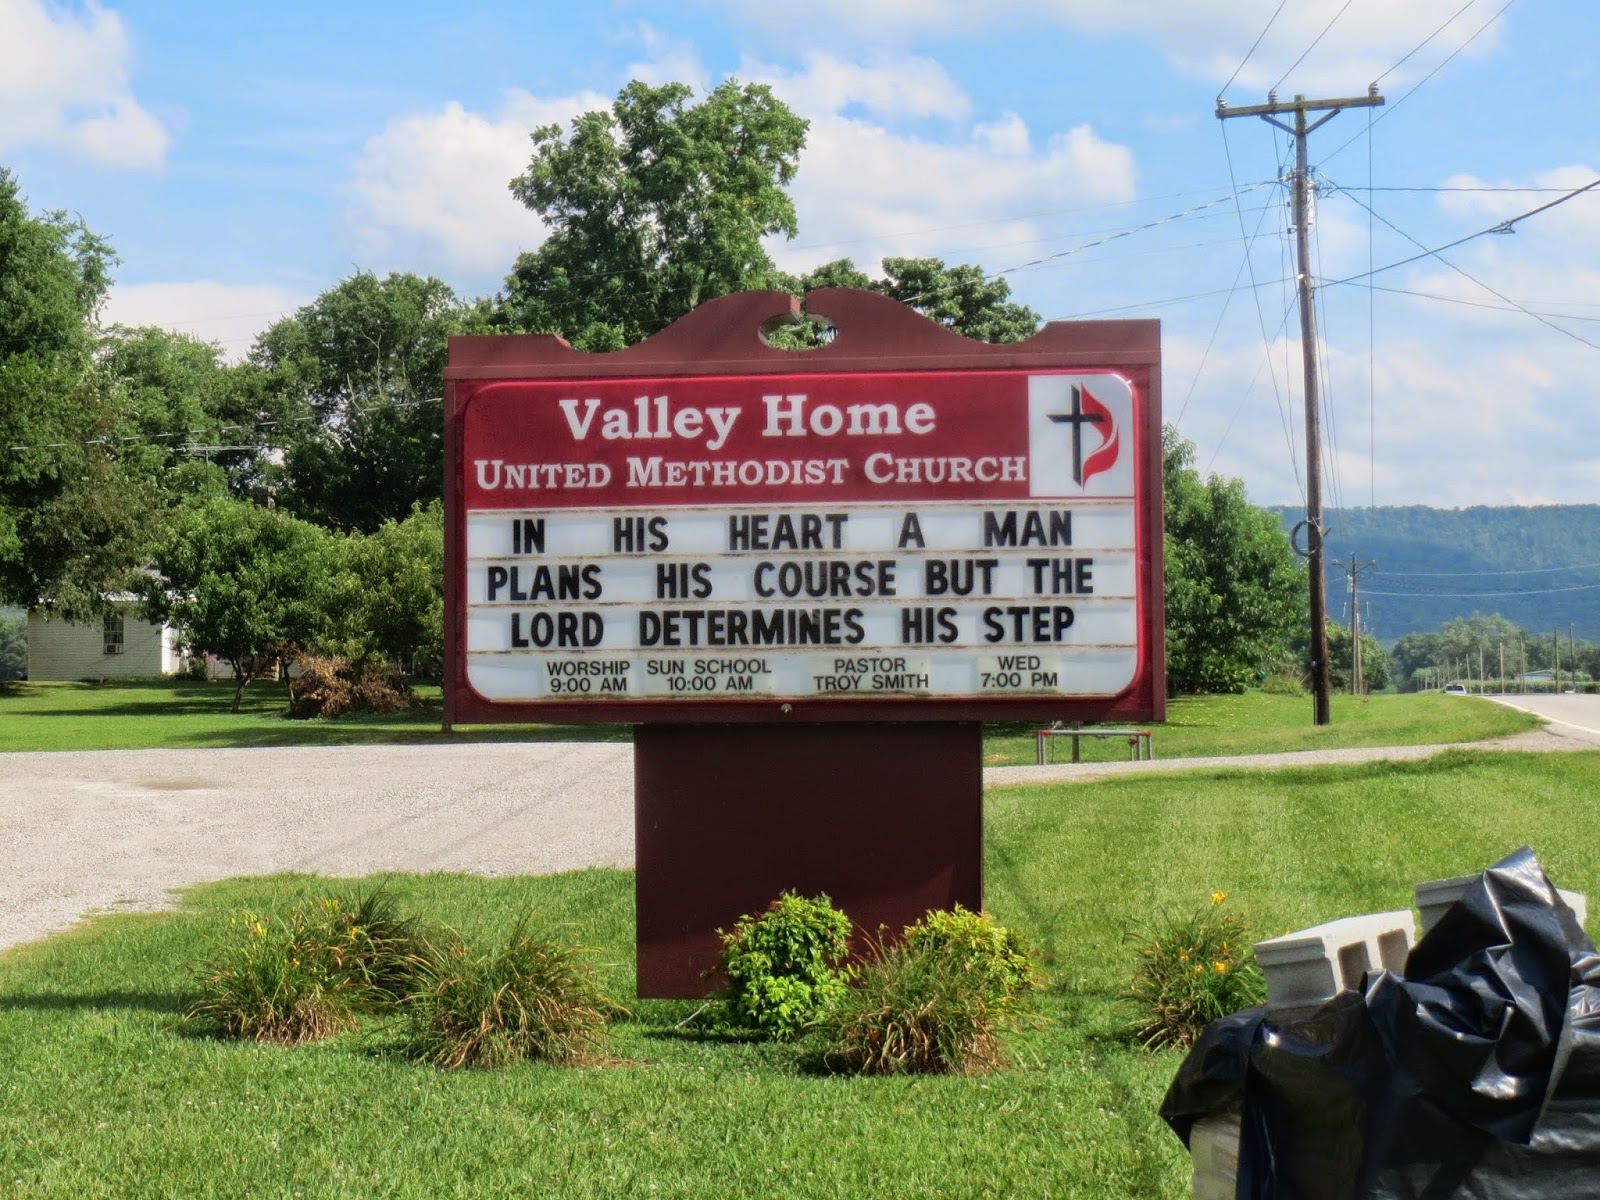 Valley Home
UNITED METHODIST CHURCH
IN HIS HEART A MAN
PLANS HIS COURSE BUT THE
LORD DETERMINES HIS STEP
WORSHIP SUN SCHOOL PASTOR WED
9:00 AM 10:00 AM TROY SMITH 7:00 PM